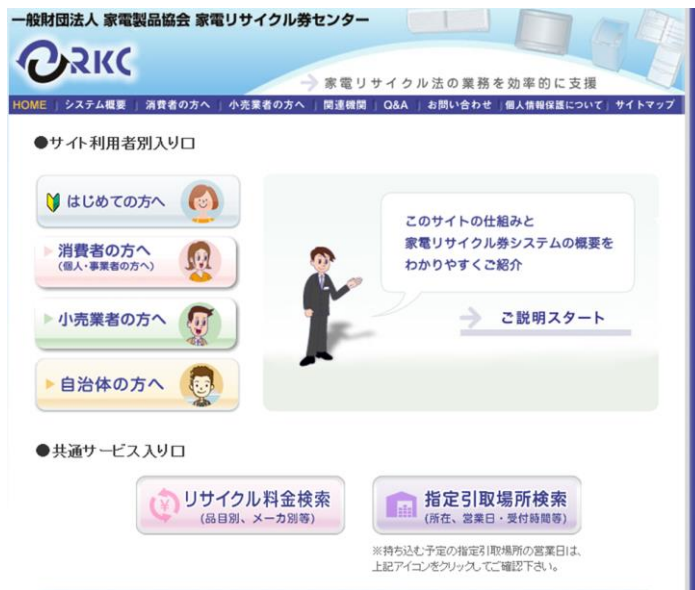 一般財団法人 家電製品協会 家電リサイクル券センター
RKC
家電リサイクル法の業務を効率的に支援
HOME | システム概要 | 消費者の方へ | 小売業者の方へ | 関連機関 | Q&A | お問い合わせ | 個人情報保護について | サイトマップ
●サイト利用者別入り口
はじめての方へ
消費者の方へ
(個人・事業者の方へ)
小売業者の方へ
自治体の方へ
このサイトの仕組みと
家電リサイクル券システムの概要を
わかりやすくご紹介
ご説明スタート
●共通サービス入り口
リサイクル料金検索
(品目別、メーカ別等)
指定引取場所検索
(所在、営業日・受付時間等)
※持ち込む予定の指定引取場所の営業日は、
上記アイコンをクリックしてご確認下さい。